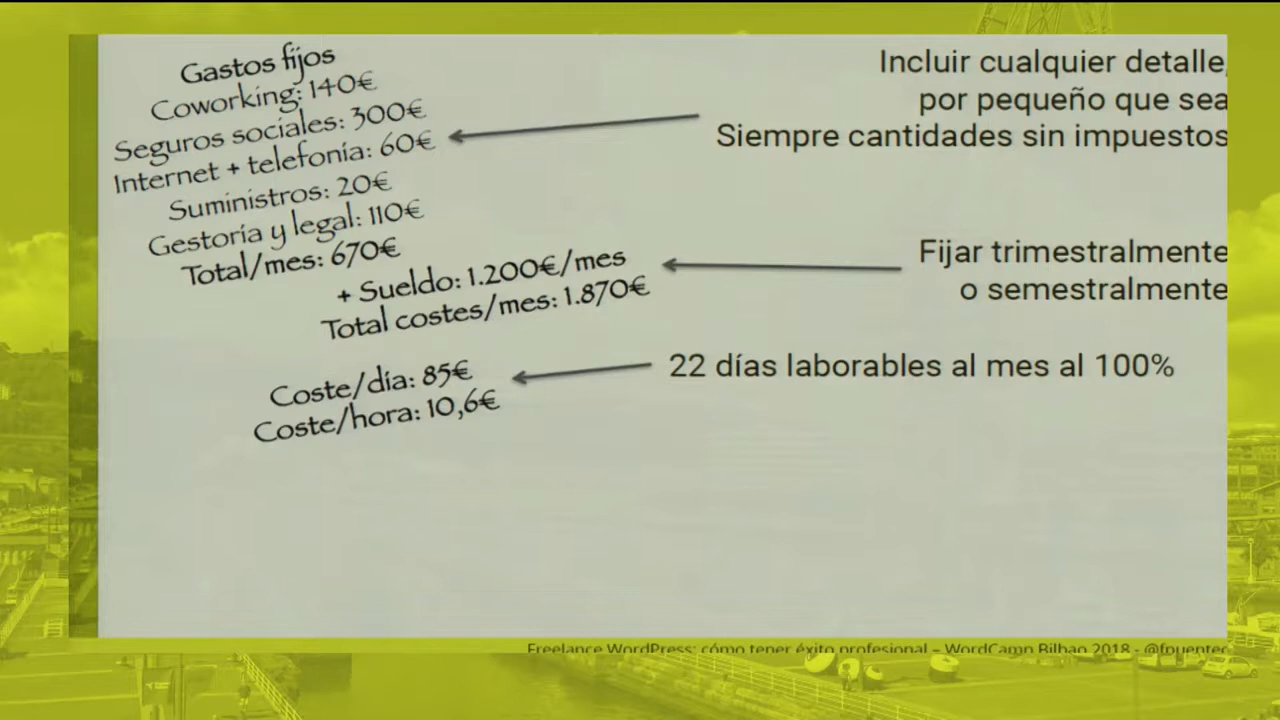 Gastos fijos
Coworking: 140€
Seguros sociales: 300€
Internet + telefonía: 60€
Suministros: 20€
Gestoría y legal: 110€
Total/mes: 670€
+ Sueldo: 1.200€/mes
Total costes/mes: 1.870€
Coste/día: 85€
Coste/hora: 10,6€
Incluir cualquier detalle,
por pequeño que sea
Siempre cantidades sin impuestos
Fijar trimestralmente
o semestralmente
22 días laborables al mes al 100%
Freelance WordPress: cómo tener éxito profesional – WordCamp Bilbao 2018 - @fpuentec